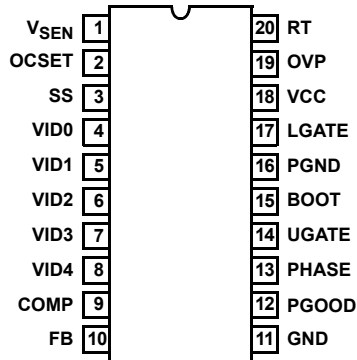 VSEN 1 20 RT
OCSET 2 19 OVP
SS 3 18 VCC
VID0 4 17 LGATE
VID1 5 16 PGND
VID2 6 15 BOOT
VID3 7 14 UGATE
VID4 8 13 PHASE
COMP 9 12 PGOOD
FB 10 11 GND